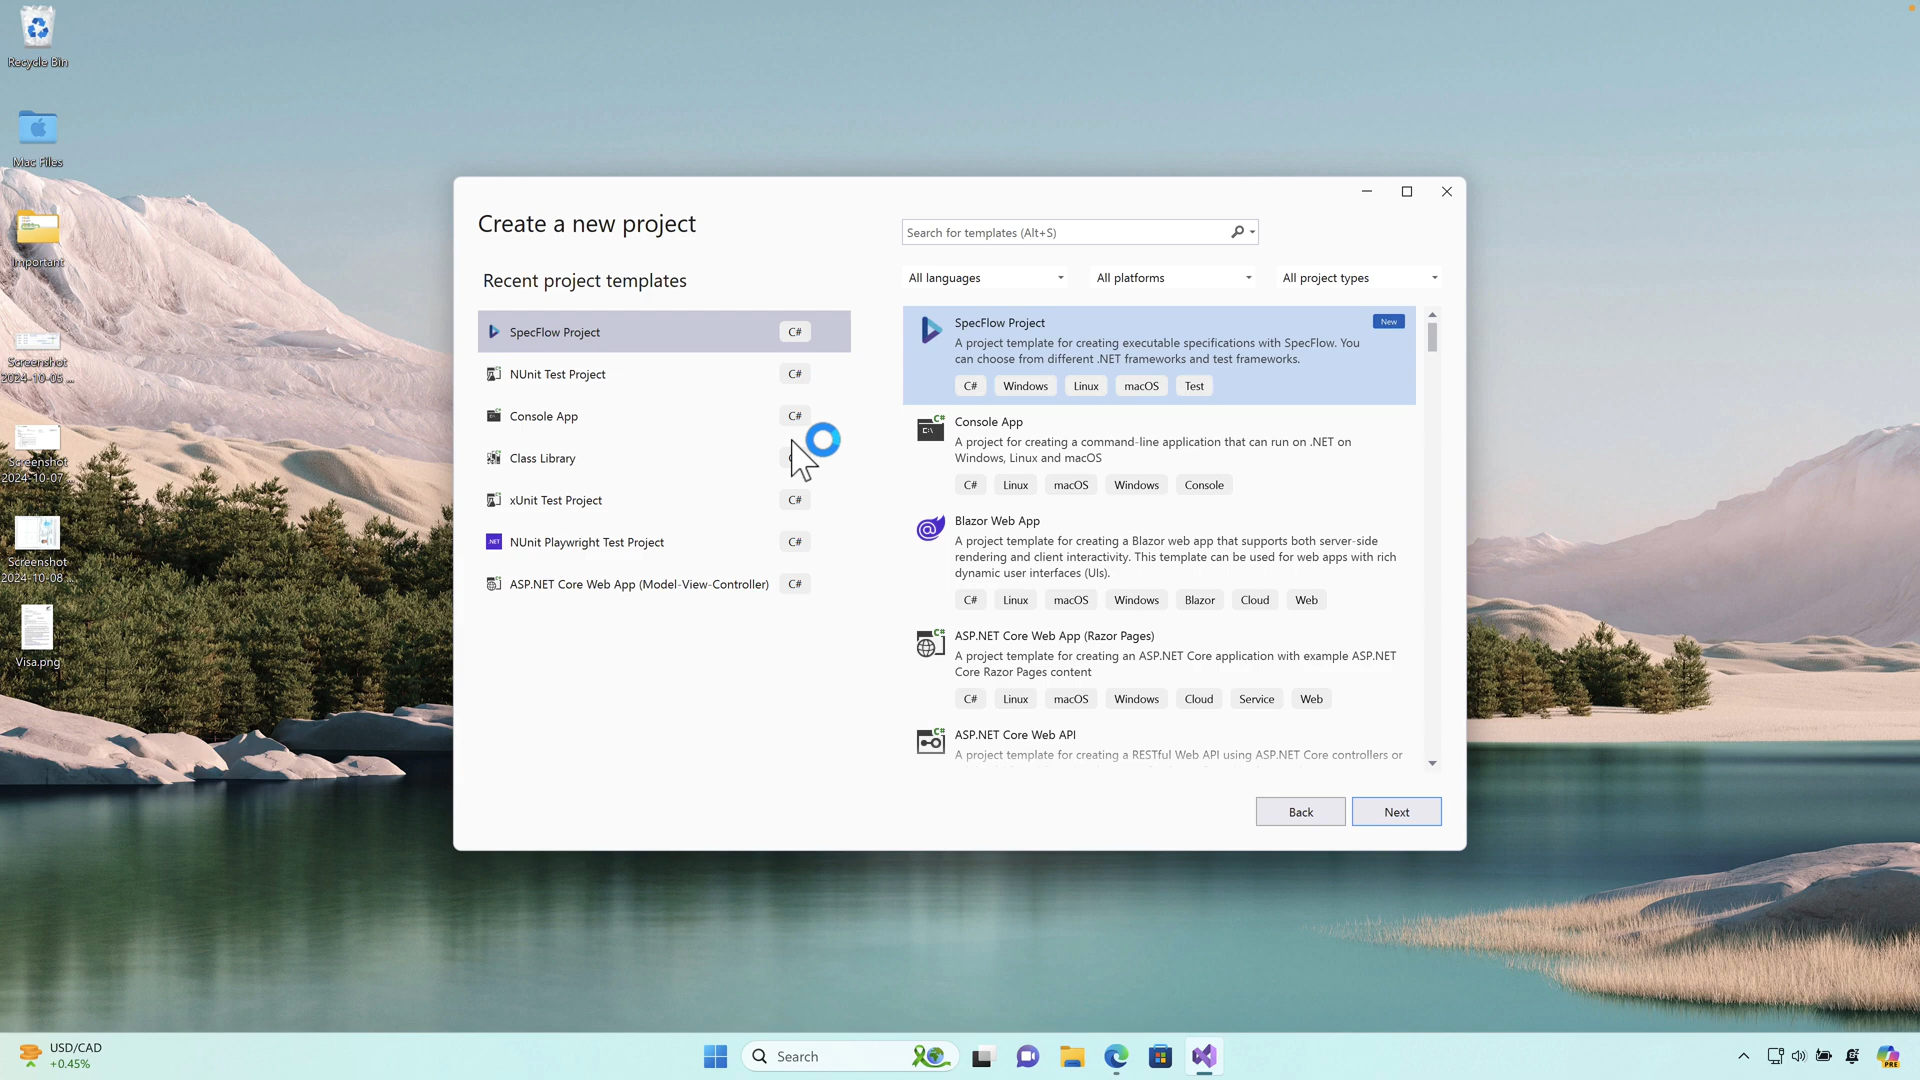 Recycle Bin
Mac Files
Important
Screenshot
2024-10-05 ...
Screenshot
2024-10-07 ...
Screenshot
2024-10-08 ...
Visa.png
Create a new project
Recent project templates
SpecFlow Project
C#
NUnit Test Project
C#
Console App
C#
Class Library
xUnit Test Project
C#
NUnit Playwright Test Project
C#
ASP.NET Core Web App (Model-View-Controller)
C#
Search for templates (Alt+S)
All languages
All platforms
All project types
SpecFlow Project
New
A project template for creating executable specifications with SpecFlow. You
can choose from different .NET frameworks and test frameworks.
C# Windows Linux macOS Test
Console App
A project for creating a command-line application that can run on .NET on
Windows, Linux and macOS
C# Linux macOS Windows Console
Blazor Web App
A project template for creating a Blazor web app that supports both server-side
rendering and client interactivity. This template can be used for web apps with rich
dynamic user interfaces (UIs).
C# Linux macOS Windows Blazor Cloud Web
ASP.NET Core Web App (Razor Pages)
A project template for creating an ASP.NET Core application with example ASP.NET
Core Razor Pages content
C# Linux macOS Windows Cloud Service Web
ASP.NET Core Web API
A project template for creating a RESTful Web API using ASP.NET Core controllers or
Back
Next
USD/CAD
+0.45%
Search
PRE